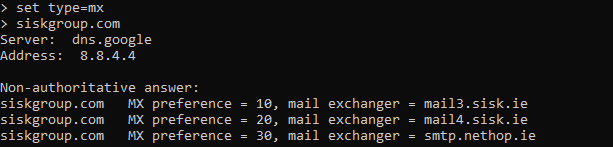 > set type=mx
> siskgroup.com
Server:  dns.google
Address:  8.8.4.4
Non-authoritative answer:
siskgroup.com   MX preference = 10, mail exchanger = mail3.sisk.ie
siskgroup.com   MX preference = 20, mail exchanger = mail4.sisk.ie
siskgroup.com   MX preference = 30, mail exchanger = smtp.nethop.ie